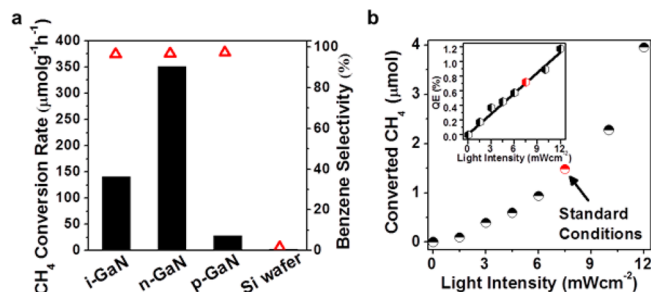 a
CH4 Conversion Rate (μmolg-1h-1)
400
350
300
250
200
150
100
50
0
100
80
60
40
20
0
Benzene Selectivity (%)
i-GaN
n-GaN
p-GaN
Si wafer
b
Converted CH4 (μmol)
4
3
2
1
0
QE (%)
1.2
1.0
0.8
0.6
0.4
0.2
0.0
0 3 6 9 12
Light Intensity (mWcm-2)
Standard
Conditions
0 3 6 9 12
Light Intensity (mWcm-2)